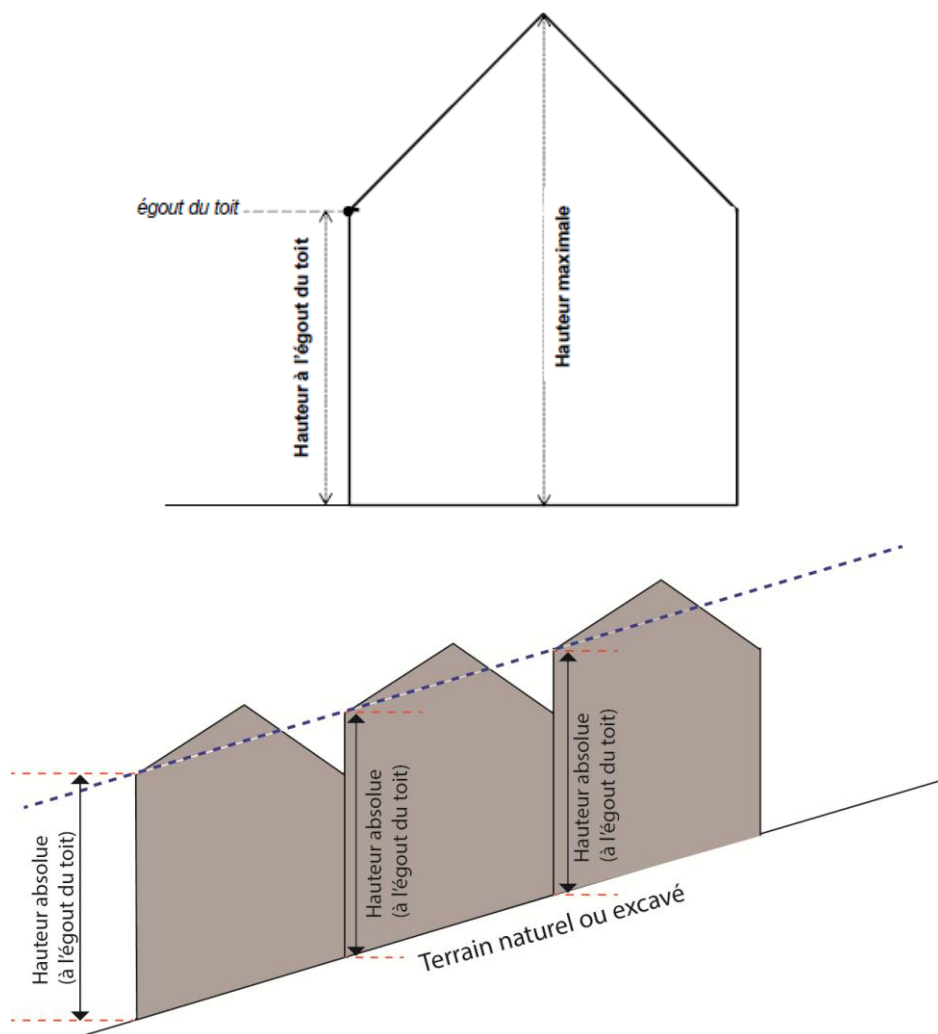 égout du toit
Hauteur à l'égout du toit
Hauteur maximale
Hauteur absolue
(à l'égout du toit)
Hauteur absolue
(à l'égout du toit)
Hauteur absolue
(à l'égout du toit)
Terrain naturel ou excavé